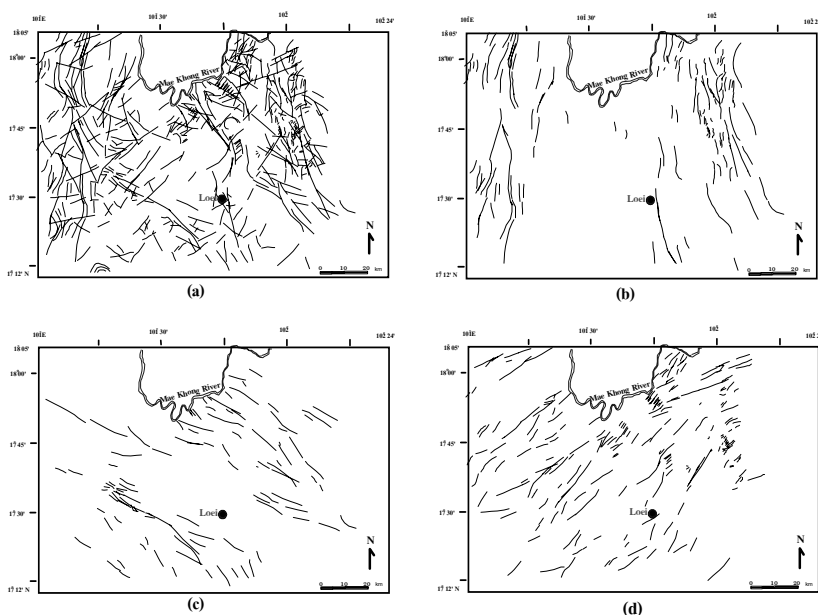 101E 101 30' 102 102 24'
18 05'
18 00'
17 45'
17 30'
17 12' N
Mae Khong River
Loei
N
0 10 20 km
(a)
101E 101 30' 102 102 2
18 05'
18 00'
17 45'
17 30'
17 12' N
Mae Khong River
Loei
N
0 10 20 km
(b)
101E 101 30' 102 102 24'
18 05'
18 00'
17 45'
17 30'
17 12' N
Mae Khong River
Loei
N
0 10 20 km
(c)
101E 101 30' 102 102 2
18 05'
18 00'
17 45'
17 30'
17 12' N
Mae Khong River
Loei
N
0 10 20 km
(d)